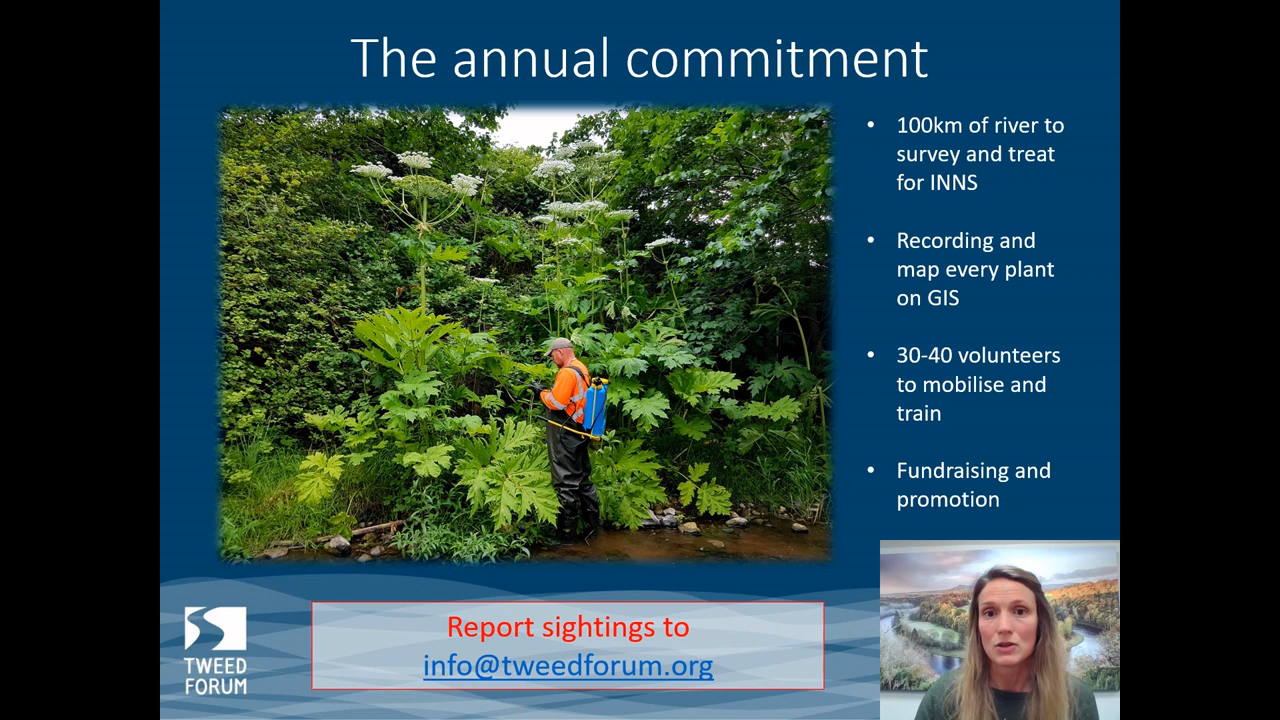 The annual commitment
• 100km of river to
survey and treat
for INNS
• Recording and
map every plant
on GIS
• 30-40 volunteers
to mobilise and
train
• Fundraising and
promotion
Report sightings to
info@tweedforum.org
TWEED
FORUM